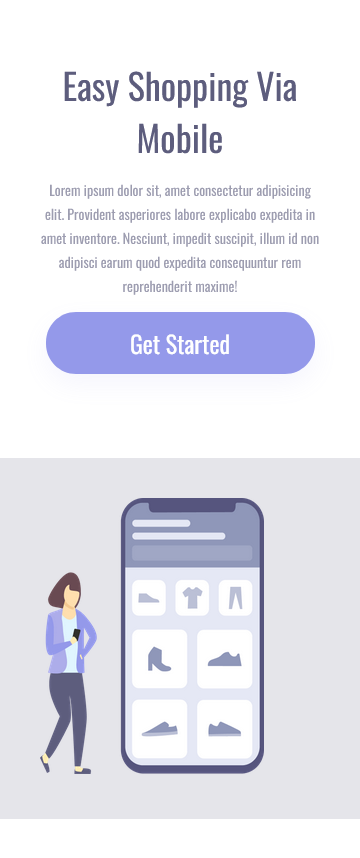 Easy Shopping Via
Mobile
Lorem ipsum dolor sit, amet consectetur adipisicing
elit. Provident asperiores labore explicabo expedita in
amet inventore. Nesciunt, impedit suscipit, illum id non
adipisci earum quod expedita consequuntur rem
reprehenderit maxime!
Get Started